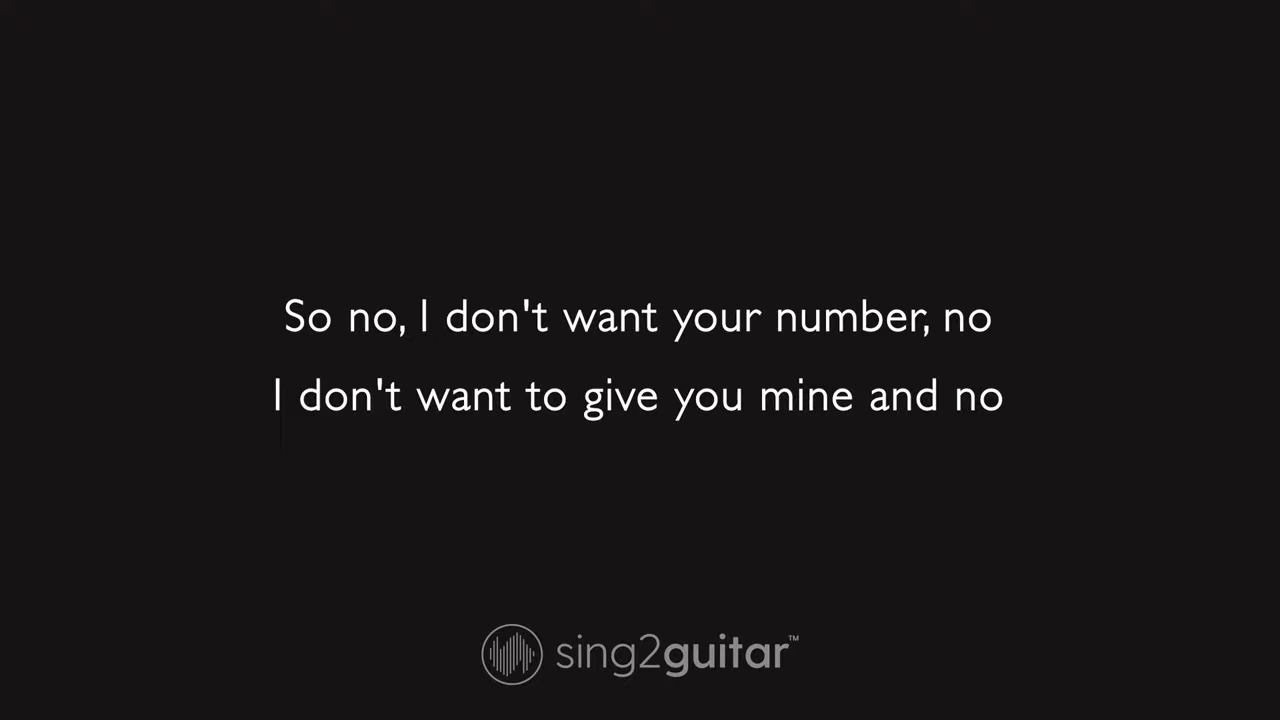 So no, I don't want your number, no
I don't want to give you mine and no
sing2guitar™